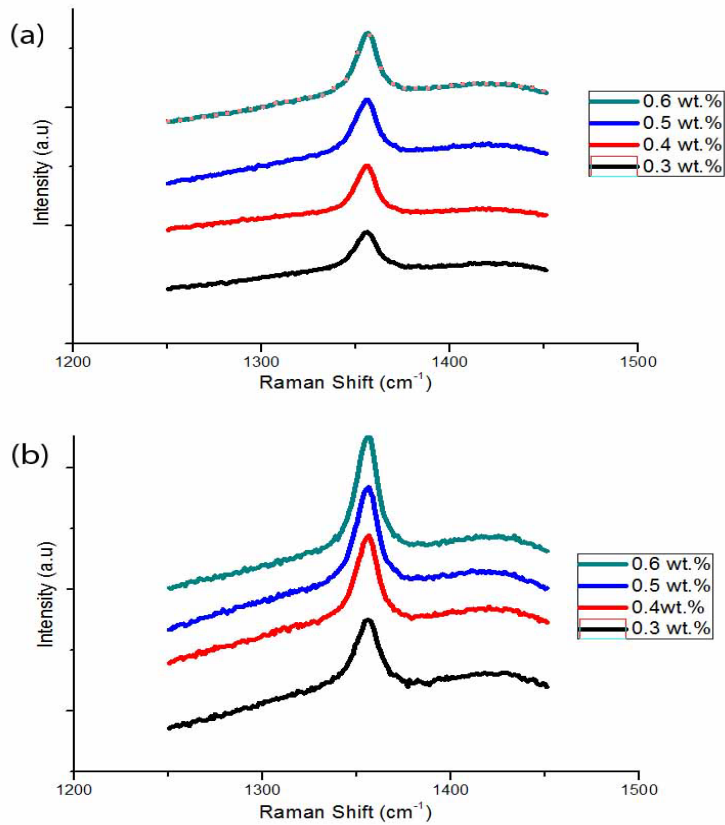 (a)
Intensity (a.u)
0.6 wt.%
0.5 wt.%
0.4 wt.%
0.3 wt.%
1200 1300 1400 1500
Raman Shift (cm⁻¹)
(b)
Intensity (a.u)
0.6 wt.%
0.5 wt.%
0.4wt.%
0.3 wt.%
1200 1300 1400 1500
Raman Shift (cm⁻¹)